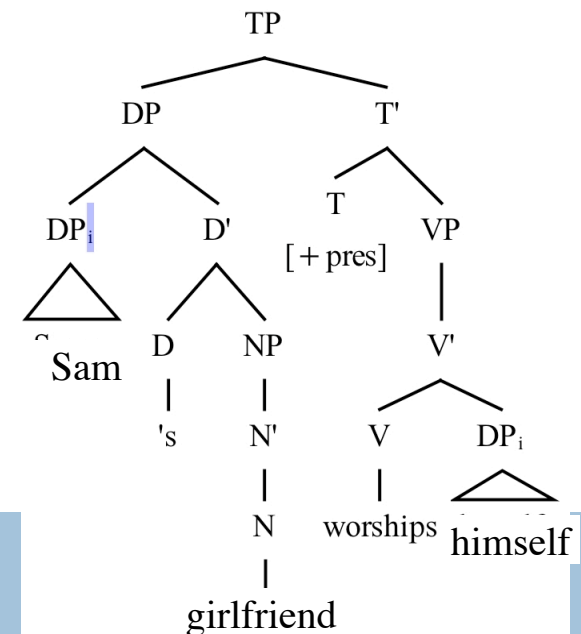 TP
DP T'
DPi D' T VP
[+ pres]
Sam D NP V'
's N' V DPi
N worships himself
girlfriend